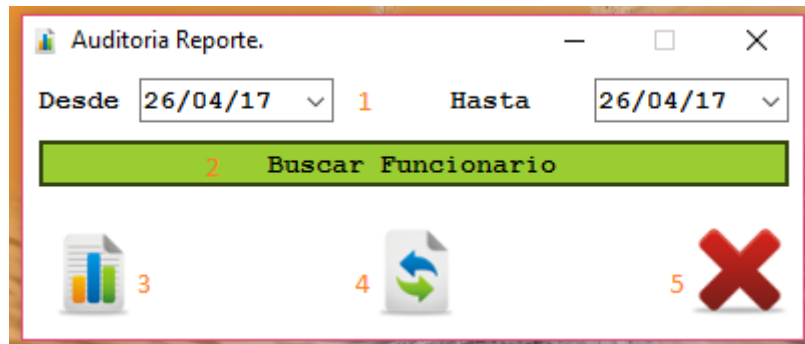 Auditoria Reporte.
Desde 26/04/17 1 Hasta 26/04/17
2 Buscar Funcionario
3 4 5